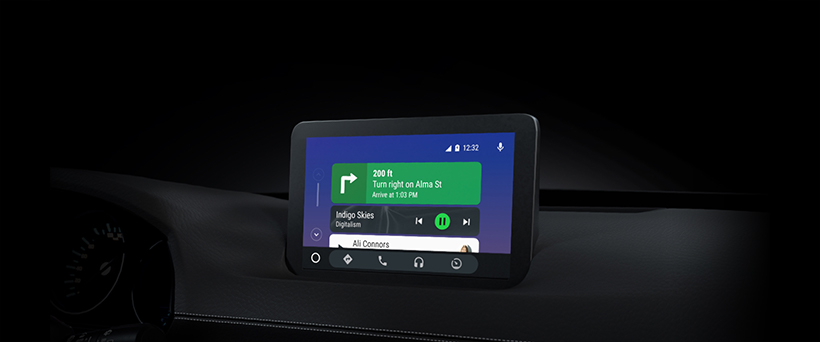 12:32
200 ft
Turn right on Alma St
Arrive at 1:03 PM
Indigo Skies
Digitalism
Ali Connors